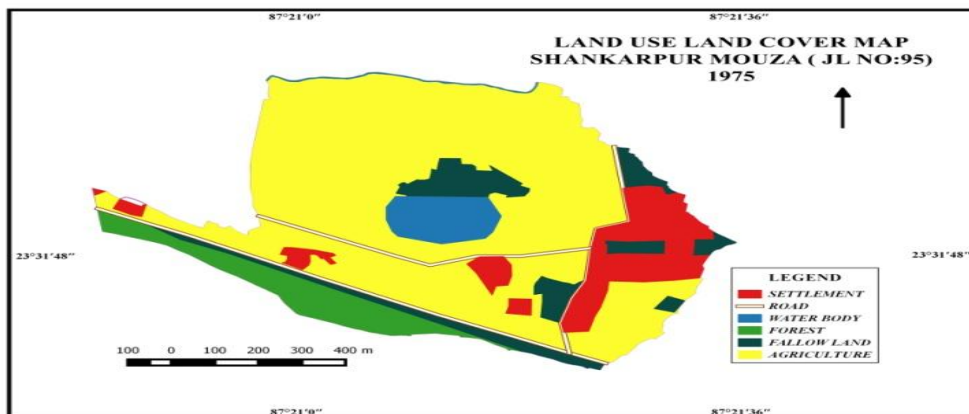 87°21'0"
87°21'36"
LAND USE LAND COVER MAP
SHANKARPUR MOUZA ( JL NO:95)
1975
23°31'48"
23°31'48"
LEGEND
SETTLEMENT
ROAD
WATER BODY
FOREST
FALLOW LAND
AGRICULTURE
100 0 100 200 300 400 m
87°21'0"
87°21'36"